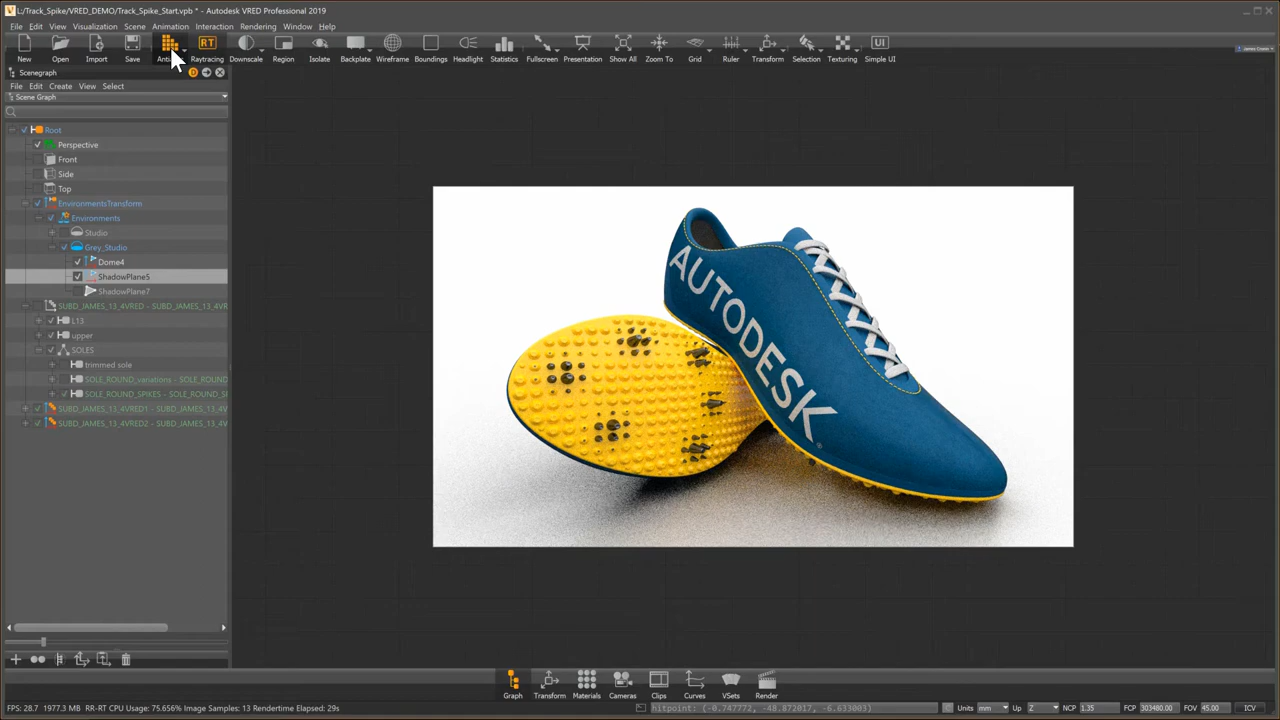 L:/Track_Spike/VRED_DEMO/Track_Spike_Start.vpb * - Autodesk VRED Professional 2019
File Edit View Visualization Scene Animation Interaction Rendering Window Help
New Open Import Save Raytracing Downscale Region Isolate Backplate Wireframe Boundings Headlight Statistics Fullscreen Presentation Show All Zoom To Grid Ruler Transform Selection Texturing Simple UI
RT
UI
James Cronin
Scenegraph
File Edit Create View Select
Scene Graph
Root
Perspective
Front
Side
Top
EnvironmentsTransform
Environments
Studio
Grey_Studio
Dome4
ShadowPlane5
ShadowPlane7
SUBD_JAMES_13_4VRED - SUBD_JAMES_13_4VR
L13
upper
SOLES
trimmed sole
SOLE_ROUND_variations - SOLE_ROUND
SOLE_ROUND_SPIKES - SOLE_ROUND_
SUBD_JAMES_13_4VRED1 - SUBD_JAMES_13_4V
SUBD_JAMES_13_4VRED2 - SUBD_JAMES_13_4V
AUTODESK
Graph Transform Materials Cameras Clips Curves VSets Render
FPS: 28.7 1977.3 MB RR-RT CPU Usage: 75.656% Image Samples: 13 Rendertime Elapsed: 29s
hitpoint: (-0.747772, -48.872017, -6.633003)
Units mm Up Z NCP 1.35 FCP 303480.00 FOV 45.00 ICV